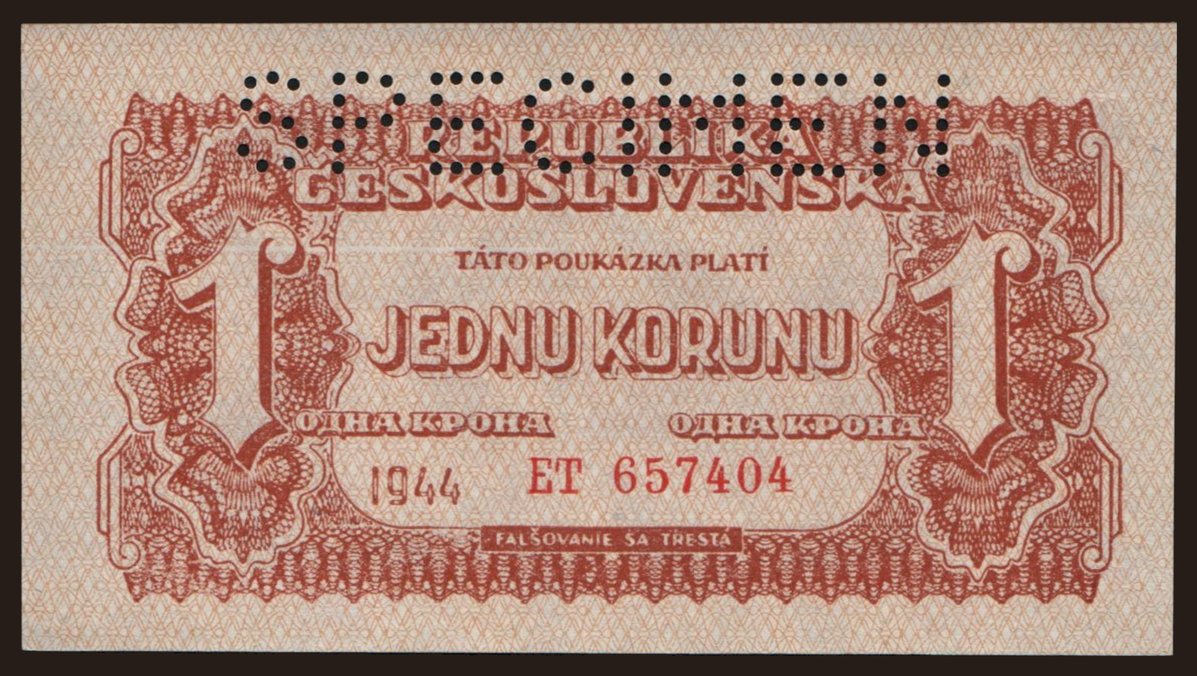 SPECIMEN
REPUBLIKA
ČESKOSLOVENSKÁ
1 1
TÁTO POUKÁZKA PLATÍ
JEDNU KORUNU
ОДНА КРОНА ОДНА КРОНА
1944 ET 657404
FALŠOVANIE SA TRESTÁ